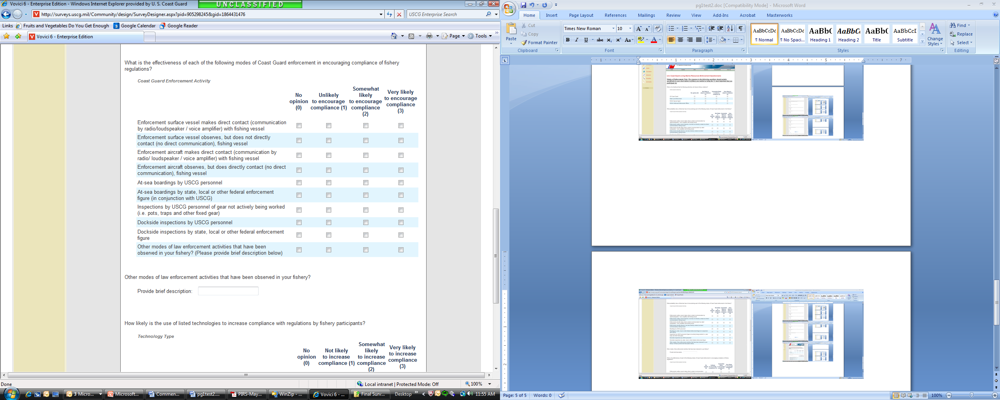 Vovici 6 - Enterprise Edition - Windows Internet Explorer provided by U. S. Coast Guard
UNCLASSIFIED
http://surveys.uscg.mil/Community/design/SurveyDesigner.aspx?pid=905298245&gid=1864431476
USCG Enterprise Search
Links Fruits and Vegetables Do You Get Enough Google Calendar Google Reader
Vovici 6 - Enterprise Edition
Page Tools
What is the effectiveness of each of the following modes of Coast Guard enforcement in encouraging compliance of fishery
regulations?
Coast Guard Enforcement Activity
No opinion (0)
Unlikely to encourage compliance (1)
Somewhat likely to encourage compliance (2)
Very likely to encourage compliance (3)
Enforcement surface vessel makes direct contact (communication
by radio/loudspeaker / voice amplifier) with fishing vessel
Enforcement surface vessel observes, but does not directly
contact (no direct communication), fishing vessel
Enforcement aircraft makes direct contact (communication by
radio/ loudspeaker / voice amplifier) with fishing vessel
Enforcement aircraft observes, but does directly contact (no direct
communication), fishing vessel
At-sea boardings by USCG personnel
At-sea boardings by state, local or other federal enforcement
figure (in conjunction with USCG)
Inspections by USCG personnel of gear not actively being worked
(i.e. pots, traps and other fixed gear)
Dockside inspections by USCG personnel
Dockside inspections by state, local or other federal enforcement
figure
Other modes of law enforcement activities that have been
observed in your fishery? (Please provide brief description below)
Other modes of law enforcement activities that have been observed in your fishery?
Provide brief description:
How likely is the use of listed technologies to increase compliance with regulations by fishery participants?
Technology Type
No opinion (0)
Not likely to increase compliance (1)
Somewhat likely to increase compliance (2)
Very likely to increase compliance (3)
Done
Local intranet | Protected Mode: Off
100%
3 Micro...
Microsoft...
Commen...
pg1test2....
PIRS-May...
WinZip - ...
Vovici 6 - ...
Final Surv...
Desktop
11:55 AM
pg1test2.doc [Compatibility Mode] - Microsoft Word
Home Insert Page Layout References Mailings Review View Add-Ins Acrobat Masterworks
Paste
Cut
Copy
Format Painter
Clipboard
Times New Roman 10
Font
Paragraph
AaBbCcDd AaBbCcDd AaBbC AaBbC AaBbC AaBbCcI
¶ Normal ¶ No Spaci... Heading 1 Heading 2 Title Subtitle
Change Styles
Styles
Find
Replace
Select
Editing
1 1 2 3 4 5 7
U.S. Coast Guard Living Marine Resources Enforcement Questionnaire
Page: 5 of 5 Words: 0
100%